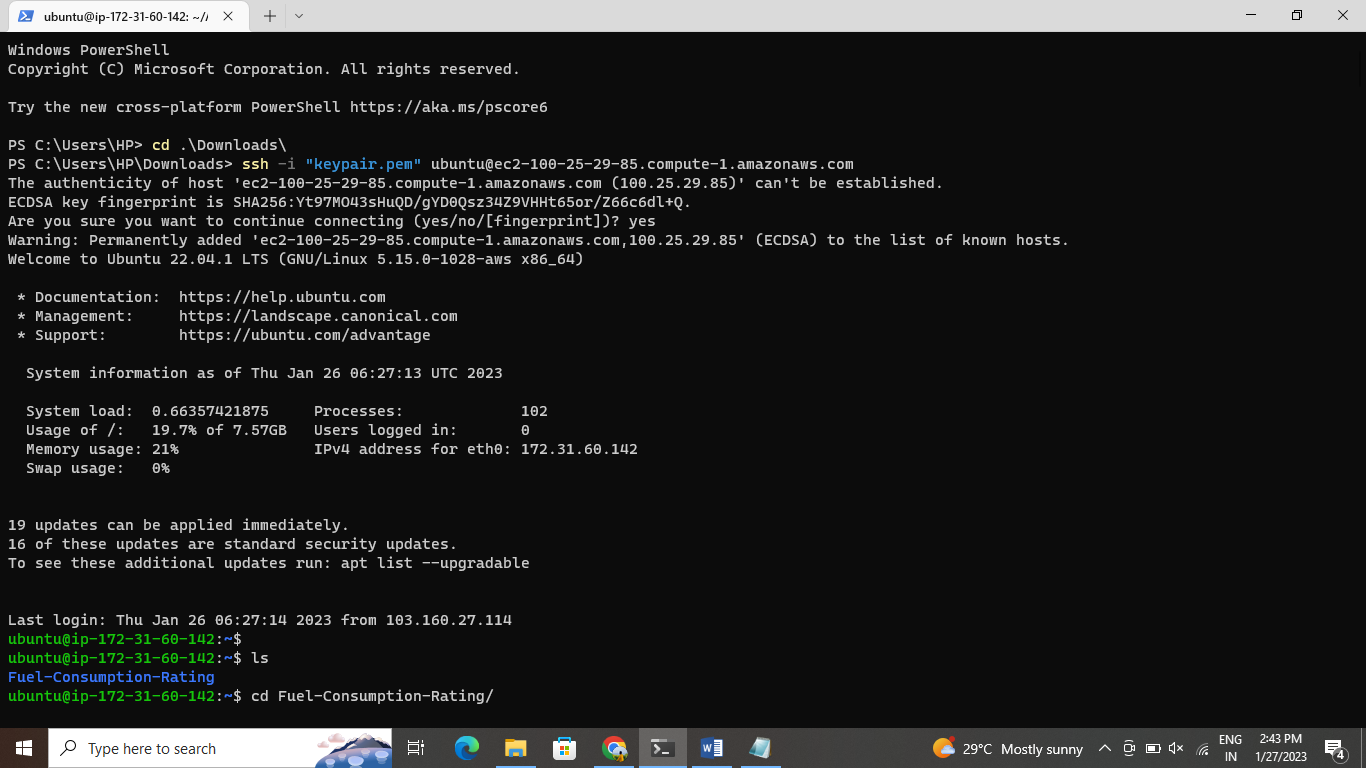 ubuntu@ip-172-31-60-142: ~/
Windows PowerShell
Copyright (C) Microsoft Corporation. All rights reserved.
Try the new cross-platform PowerShell https://aka.ms/pscore6
PS C:\Users\HP> cd .\Downloads\
PS C:\Users\HP\Downloads> ssh -i "keypair.pem" ubuntu@ec2-100-25-29-85.compute-1.amazonaws.com
The authenticity of host 'ec2-100-25-29-85.compute-1.amazonaws.com (100.25.29.85)' can't be established.
ECDSA key fingerprint is SHA256:Yt97MO43sHuQD/gYD0Qsz34Z9VHHt65or/Z66c6dl+Q.
Are you sure you want to continue connecting (yes/no/[fingerprint])? yes
Warning: Permanently added 'ec2-100-25-29-85.compute-1.amazonaws.com,100.25.29.85' (ECDSA) to the list of known hosts.
Welcome to Ubuntu 22.04.1 LTS (GNU/Linux 5.15.0-1028-aws x86_64)
* Documentation:  https://help.ubuntu.com
* Management:     https://landscape.canonical.com
* Support:        https://ubuntu.com/advantage
System information as of Thu Jan 26 06:27:13 UTC 2023
System load:  0.66357421875     Processes:             102
Usage of /:   19.7% of 7.57GB   Users logged in:       0
Memory usage: 21%               IPv4 address for eth0: 172.31.60.142
Swap usage:   0%
19 updates can be applied immediately.
16 of these updates are standard security updates.
To see these additional updates run: apt list --upgradable
Last login: Thu Jan 26 06:27:14 2023 from 103.160.27.114
ubuntu@ip-172-31-60-142:~$
ubuntu@ip-172-31-60-142:~$ ls
Fuel-Consumption-Rating
ubuntu@ip-172-31-60-142:~$ cd Fuel-Consumption-Rating/
Type here to search
29°C Mostly sunny
ENG
IN
2:43 PM
1/27/2023
4